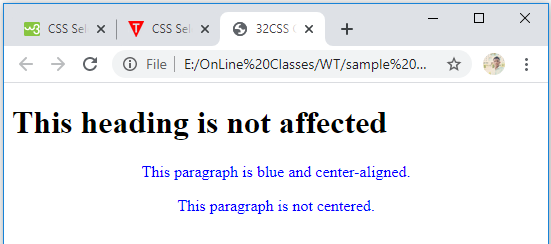 CSS Sel
CSS Sel
32CSS
File
E:/OnLine%20Classes/WT/sample%20...
This heading is not affected
This paragraph is blue and center-aligned.
This paragraph is not centered.